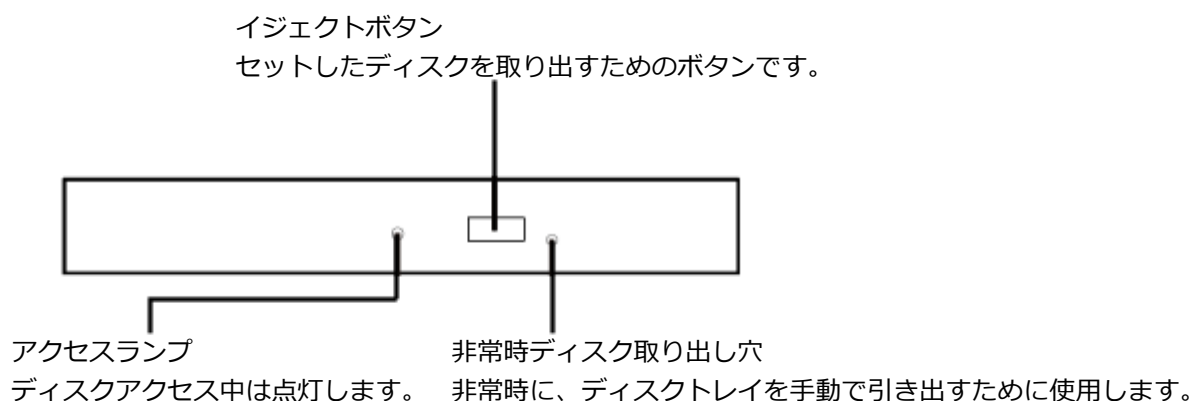 イジェクトボタン
セットしたディスクを取り出すためのボタンです。
アクセスランプ
ディスクアクセス中は点灯します。
非常時ディスク取り出し穴
非常時に、ディスクトレイを手動で引き出すために使用します。